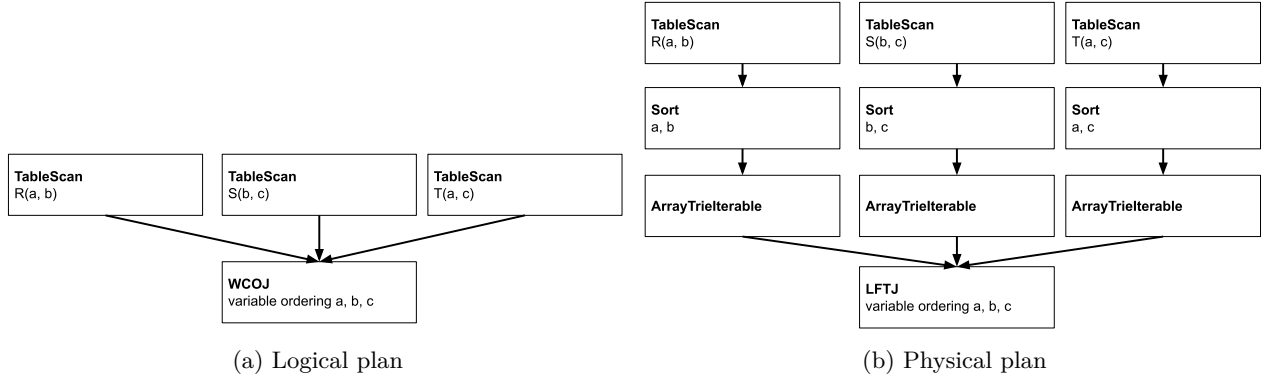 TableScan
R(a, b)
TableScan
S(b, c)
TableScan
T(a, c)
WCOJ
variable ordering a, b, c
(a) Logical plan
TableScan
R(a, b)
TableScan
S(b, c)
TableScan
T(a, c)
Sort
a, b
Sort
b, c
Sort
a, c
ArrayTrieIterable
ArrayTrieIterable
ArrayTrieIterable
LFTJ
variable ordering a, b, c
(b) Physical plan